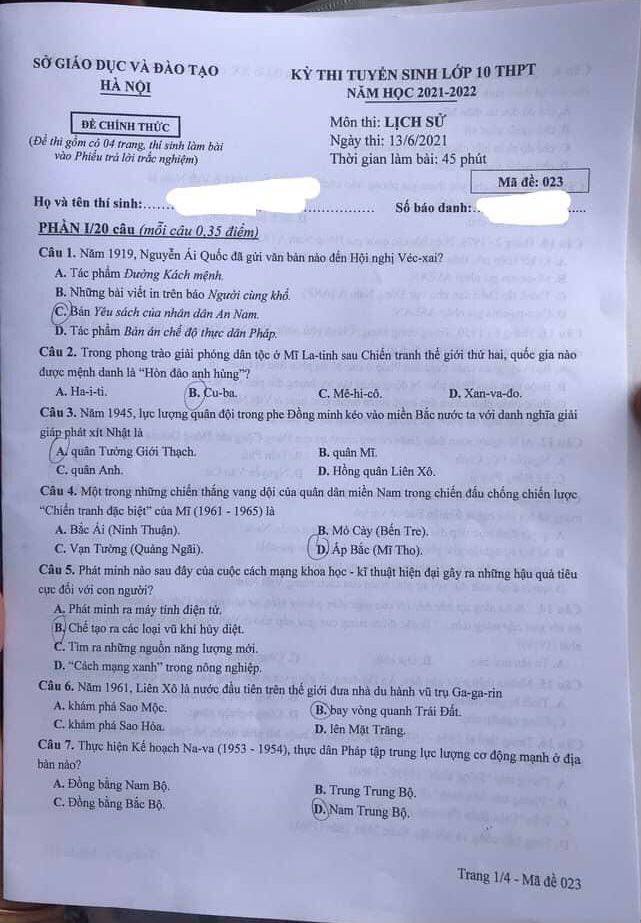 SỞ GIÁO DỤC VÀ ĐÀO TẠO
HÀ NỘI
KỲ THI TUYỂN SINH LỚP 10 THPT
NĂM HỌC 2021-2022
ĐỀ CHÍNH THỨC
(Đề thi gồm có 04 trang, thí sinh làm bài
vào Phiếu trả lời trắc nghiệm)
Môn thi: LỊCH SỬ
Ngày thi: 13/6/2021
Thời gian làm bài: 45 phút
Mã đề: 023
Họ và tên thí sinh:
Số báo danh:
PHẦN I/20 câu (mỗi câu 0,35 điểm)
Câu 1. Năm 1919, Nguyễn Ái Quốc đã gửi văn bản nào đến Hội nghị Véc-xai?
A. Tác phẩm Đường Kách mệnh.
B. Những bài viết in trên báo Người cùng khổ.
C. Bản Yêu sách của nhân dân An Nam.
D. Tác phẩm Bản án chế độ thực dân Pháp.
Câu 2. Trong phong trào giải phóng dân tộc ở Mĩ La-tinh sau Chiến tranh thế giới thứ hai, quốc gia nào
được mệnh danh là “Hòn đảo anh hùng”?
A. Ha-i-ti. B. Cu-ba. C. Mê-hi-cô. D. Xan-va-đo.
Câu 3. Năm 1945, lực lượng quân đội trong phe Đồng minh kéo vào miền Bắc nước ta với danh nghĩa giải
giáp phát xít Nhật là
A. quân Tưởng Giới Thạch. B. quân Mĩ.
C. quân Anh. D. Hồng quân Liên Xô.
Câu 4. Một trong những chiến thắng vang dội của quân dân miền Nam trong chiến đấu chống chiến lược
“Chiến tranh đặc biệt” của Mĩ (1961 - 1965) là
A. Bắc Ái (Ninh Thuận). B. Mỏ Cày (Bến Tre).
C. Vạn Tường (Quảng Ngãi). D. Ấp Bắc (Mĩ Tho).
Câu 5. Phát minh nào sau đây của cuộc cách mạng khoa học - kĩ thuật hiện đại gây ra những hậu quả tiêu
cực đối với con người?
A. Phát minh ra máy tính điện tử.
B. Chế tạo ra các loại vũ khí hủy diệt.
C. Tìm ra những nguồn năng lượng mới.
D. “Cách mạng xanh” trong nông nghiệp.
Câu 6. Năm 1961, Liên Xô là nước đầu tiên trên thế giới đưa nhà du hành vũ trụ Ga-ga-rin
A. khám phá Sao Mộc. B. bay vòng quanh Trái Đất.
C. khám phá Sao Hỏa. D. lên Mặt Trăng.
Câu 7. Thực hiện Kế hoạch Na-va (1953 - 1954), thực dân Pháp tập trung lực lượng cơ động mạnh ở địa
bàn nào?
A. Đồng bằng Nam Bộ. B. Trung Trung Bộ.
C. Đồng bằng Bắc Bộ. D. Nam Trung Bộ.
Trang 1/4 - Mã đề 023